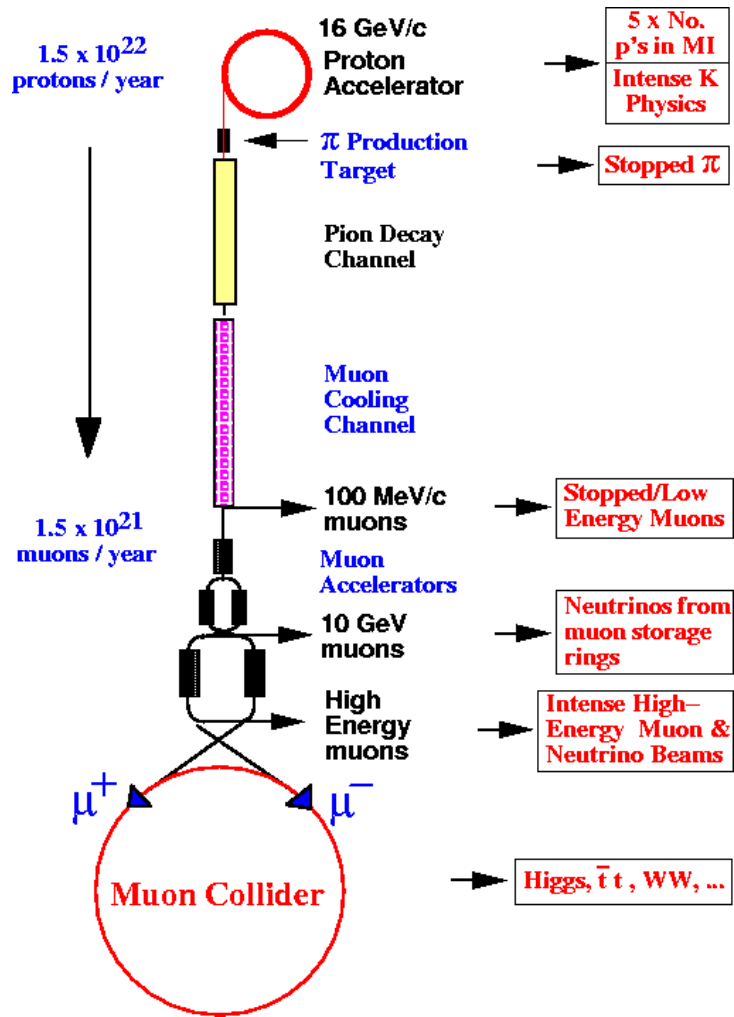 1.5 x 10²²
protons / year
16 GeV/c
Proton
Accelerator
5 x No.
p's in MI
Intense K
Physics
π Production
Target
Stopped π
Pion Decay
Channel
Muon
Cooling
Channel
1.5 x 10²¹
muons / year
100 MeV/c
muons
Stopped/Low
Energy Muons
Muon
Accelerators
10 GeV
muons
Neutrinos from
muon storage
rings
High
Energy
muons
Intense High–
Energy Muon &
Neutrino Beams
μ⁺
μ⁻
Muon Collider
Higgs, t̄ t , WW, ...